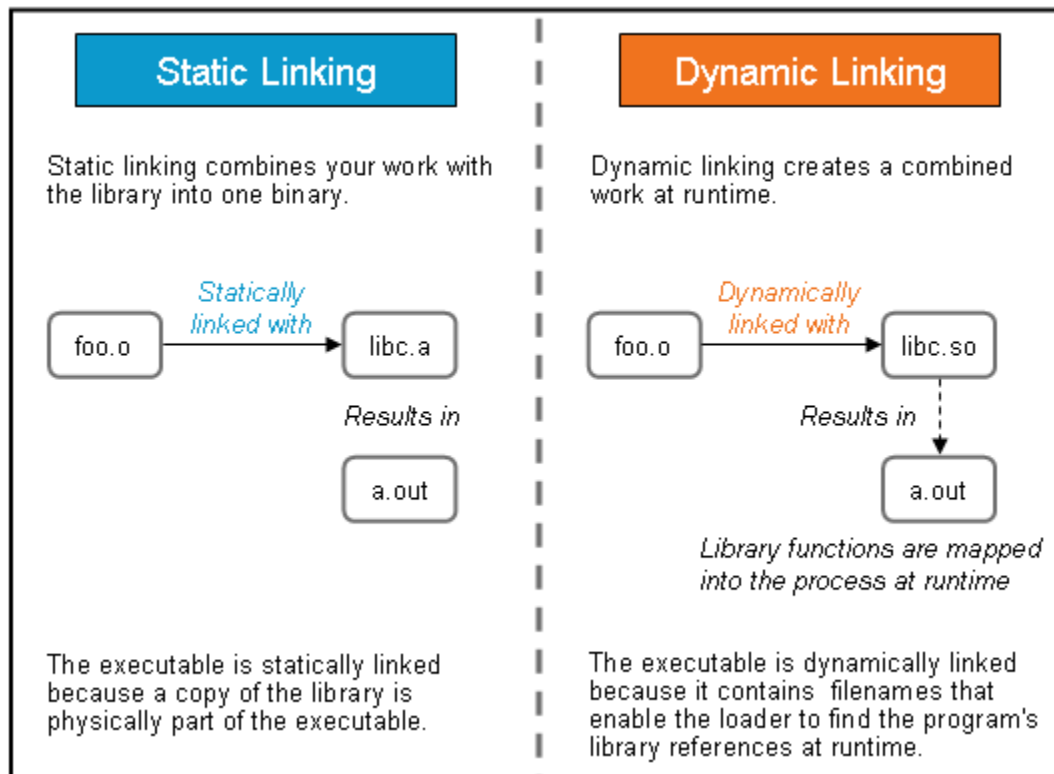 Static Linking
Static linking combines your work with
the library into one binary.
Statically
linked with
foo.o
libc.a
Results in
a.out
The executable is statically linked
because a copy of the library is
physically part of the executable.
Dynamic Linking
Dynamic linking creates a combined
work at runtime.
Dynamically
linked with
foo.o
libc.so
Results in
a.out
Library functions are mapped
into the process at runtime
The executable is dynamically linked
because it contains filenames that
enable the loader to find the program's
library references at runtime.